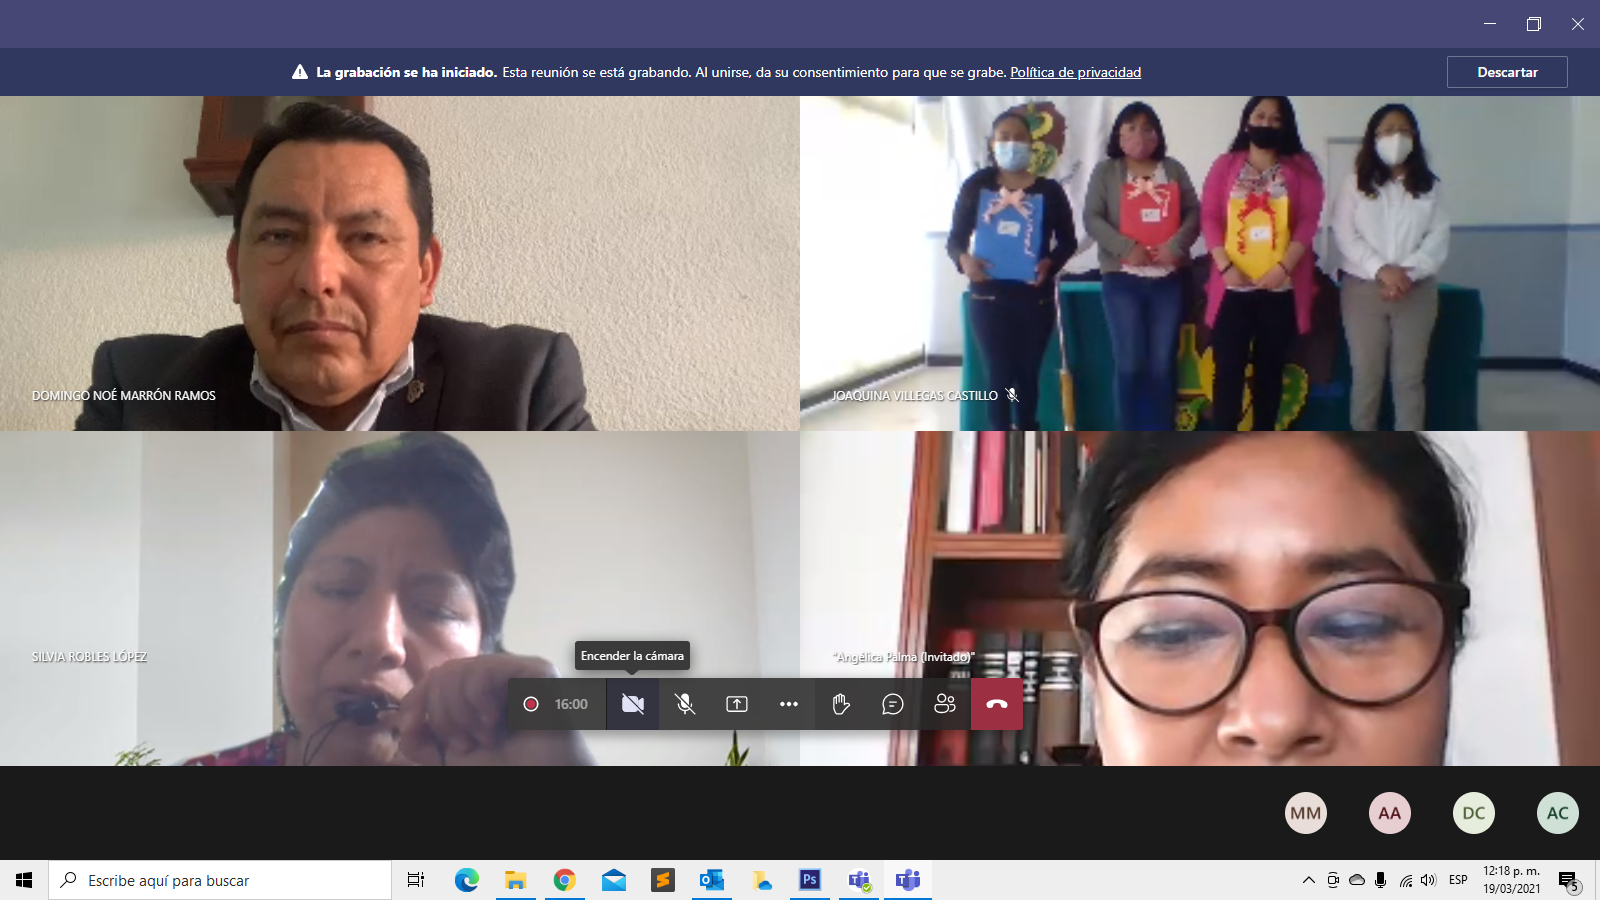 La grabación se ha iniciado. Esta reunión se está grabando. Al unirse, da su consentimiento para que se grabe. Política de privacidad
Descartar
DOMINGO NOÉ MARRÓN RAMOS
JOAQUINA VILLEGAS CASTILLO
SILVIA ROBLES LÓPEZ
"Angélica Palma (Invitado)"
Encender la cámara
16:00
MM
AA
DC
AC
Escribe aquí para buscar
Ps
ESP
12:18 p. m.
19/03/2021
5